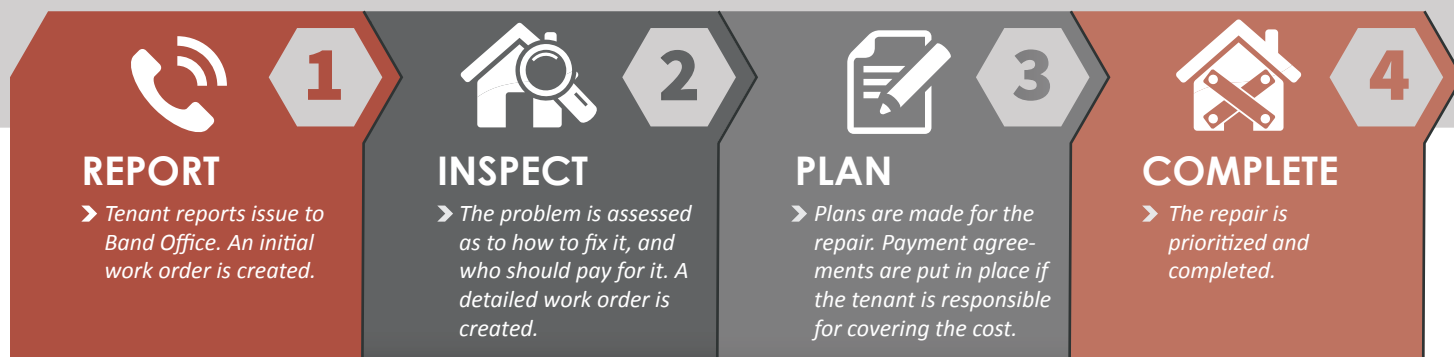 1
REPORT
Tenant reports issue to
Band Office. An initial
work order is created.
2
INSPECT
The problem is assessed
as to how to fix it, and
who should pay for it. A
detailed work order is
created.
3
PLAN
Plans are made for the
repair. Payment agree-
ments are put in place if
the tenant is responsible
for covering the cost.
4
COMPLETE
The repair is
prioritized and
completed.